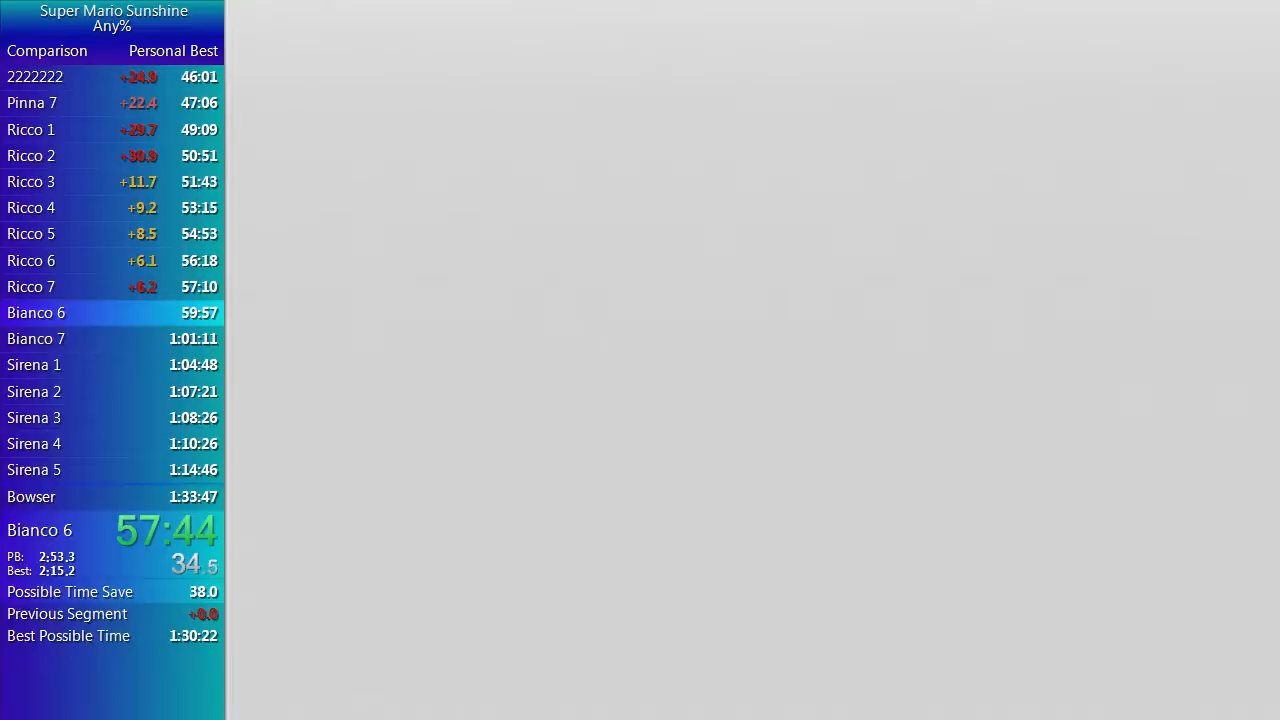 Super Mario Sunshine
Any%
Comparison Personal Best
2222222 +24.9 46:01
Pinna 7 +22.4 47:06
Ricco 1 +29.7 49:09
Ricco 2 +30.9 50:51
Ricco 3 +11.7 51:43
Ricco 4 +9.2 53:15
Ricco 5 +8.5 54:53
Ricco 6 +6.1 56:18
Ricco 7 +6.2 57:10
Bianco 6 59:57
Bianco 7 1:01:11
Sirena 1 1:04:48
Sirena 2 1:07:21
Sirena 3 1:08:26
Sirena 4 1:10:26
Sirena 5 1:14:46
Bowser 1:33:47
Bianco 6 57:44
PB: 2:53.3 34.5
Best: 2:15.2
Possible Time Save 38.0
Previous Segment +0.0
Best Possible Time 1:30:22